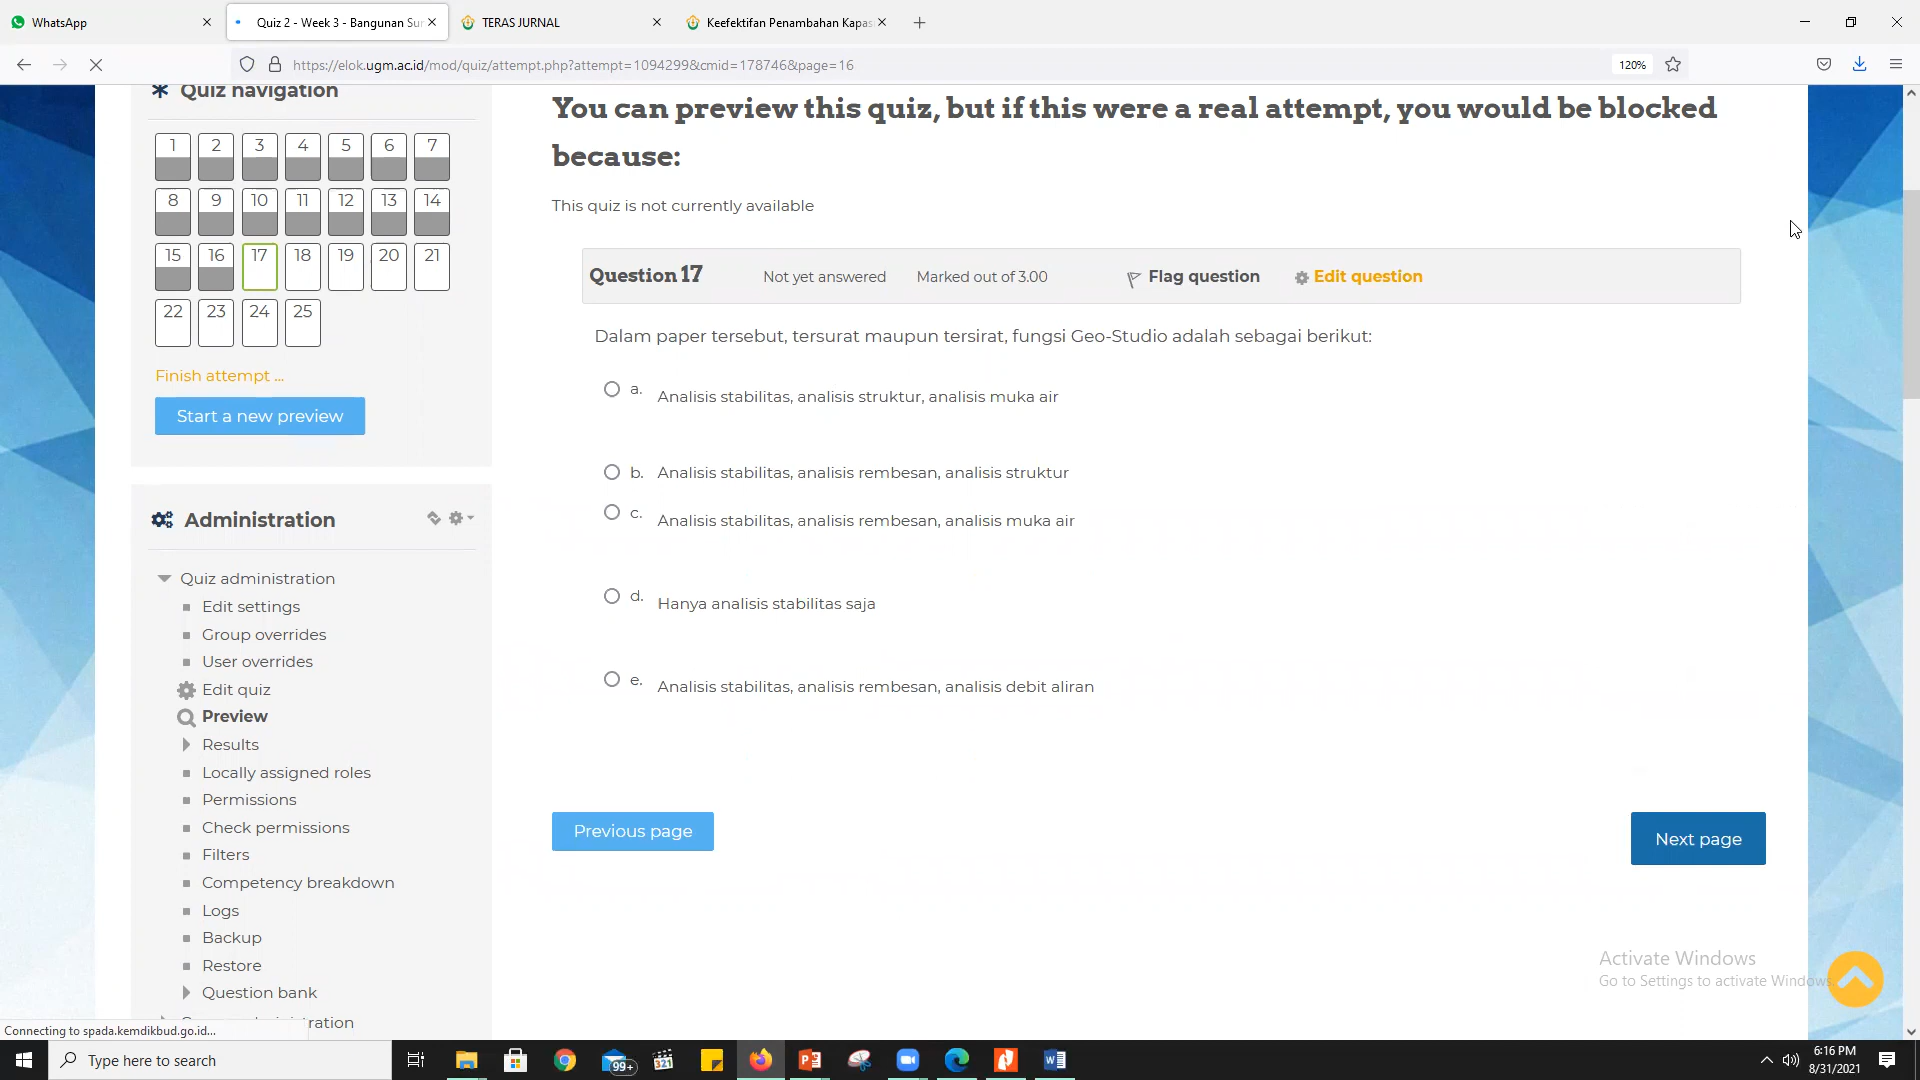 WhatsApp
Quiz 2 - Week 3 - Bangunan Su
TERAS JURNAL
Keefektifan Penambahan Kapas
https://elok.ugm.ac.id/mod/quiz/attempt.php?attempt=1094299&cmid=178746&page=16
120%
Quiz navigation
1 2 3 4 5 6 7
8 9 10 11 12 13 14
15 16 17 18 19 20 21
22 23 24 25
Finish attempt ...
Start a new preview
Administration
Quiz administration
Edit settings
Group overrides
User overrides
Edit quiz
Preview
Results
Locally assigned roles
Permissions
Check permissions
Filters
Competency breakdown
Logs
Backup
Restore
Question bank
ration
Connecting to spada.kemdikbud.go.id...
You can preview this quiz, but if this were a real attempt, you would be blocked
because:
This quiz is not currently available
Question 17 Not yet answered Marked out of 3.00 Flag question Edit question
Dalam paper tersebut, tersurat maupun tersirat, fungsi Geo-Studio adalah sebagai berikut:
a. Analisis stabilitas, analisis struktur, analisis muka air
b. Analisis stabilitas, analisis rembesan, analisis struktur
c. Analisis stabilitas, analisis rembesan, analisis muka air
d. Hanya analisis stabilitas saja
e. Analisis stabilitas, analisis rembesan, analisis debit aliran
Previous page
Next page
Activate Windows
Go to Settings to activate Windows.
Type here to search
99+
321
6:16 PM
8/31/2021